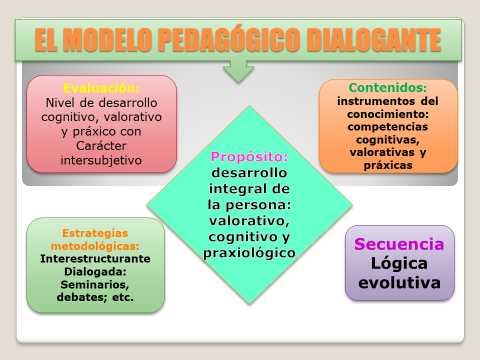 EL MODELO PEDAGÓGICO DIALOGANTE
Evaluación:
Nivel de desarrollo
cognitivo, valorativo
y práxico con
Carácter
intersubjetivo
Contenidos:
instrumentos del
conocimiento:
competencias
cognitivas,
valorativas y
práxicas
Propósito:
desarrollo
integral de
la persona:
valorativo,
cognitivo y
praxiológico
Estrategias
metodológicas:
Interestructurante
Dialogada:
Seminarios,
debates; etc.
Secuencia
Lógica
evolutiva